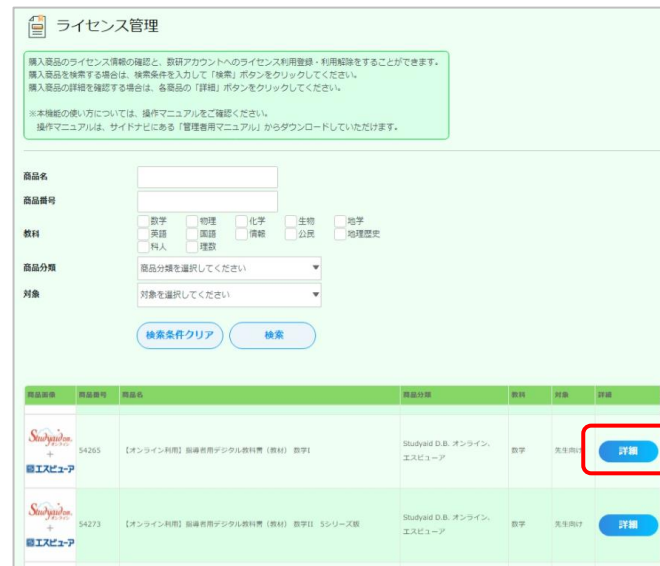 ライセンス管理
購入商品のライセンス情報の確認と、数研アカウントへのライセンス利用登録・利用解除をすることができます。
購入商品を検索する場合は、検索条件を入力して「検索」ボタンをクリックしてください。
購入商品の詳細を確認する場合は、各商品の「詳細」ボタンをクリックしてください。
※本機能の使い方については、操作マニュアルをご確認ください。
操作マニュアルは、サイドナビにある「管理者用マニュアル」からダウンロードしていただけます。
商品名
商品番号
教科
数学 物理 化学 生物 地学
英語 国語 情報 公民 地理歴史
科人 理数
商品分類 商品分類を選択してください
対象 対象を選択してください
検索条件クリア 検索
商品画像 商品番号 商品名 商品分類 教科 対象 詳細
Studyaid D.B. オンライン + エスビューア 54265 【オンライン利用】指導者用デジタル教科書（教材） 数学I Studyaid D.B. オンライン、エスビューア 数学 先生向け 詳細
Studyaid D.B. オンライン + エスビューア 54273 【オンライン利用】指導者用デジタル教科書（教材） 数学II Sシリーズ版 Studyaid D.B. オンライン、エスビューア 数学 先生向け 詳細